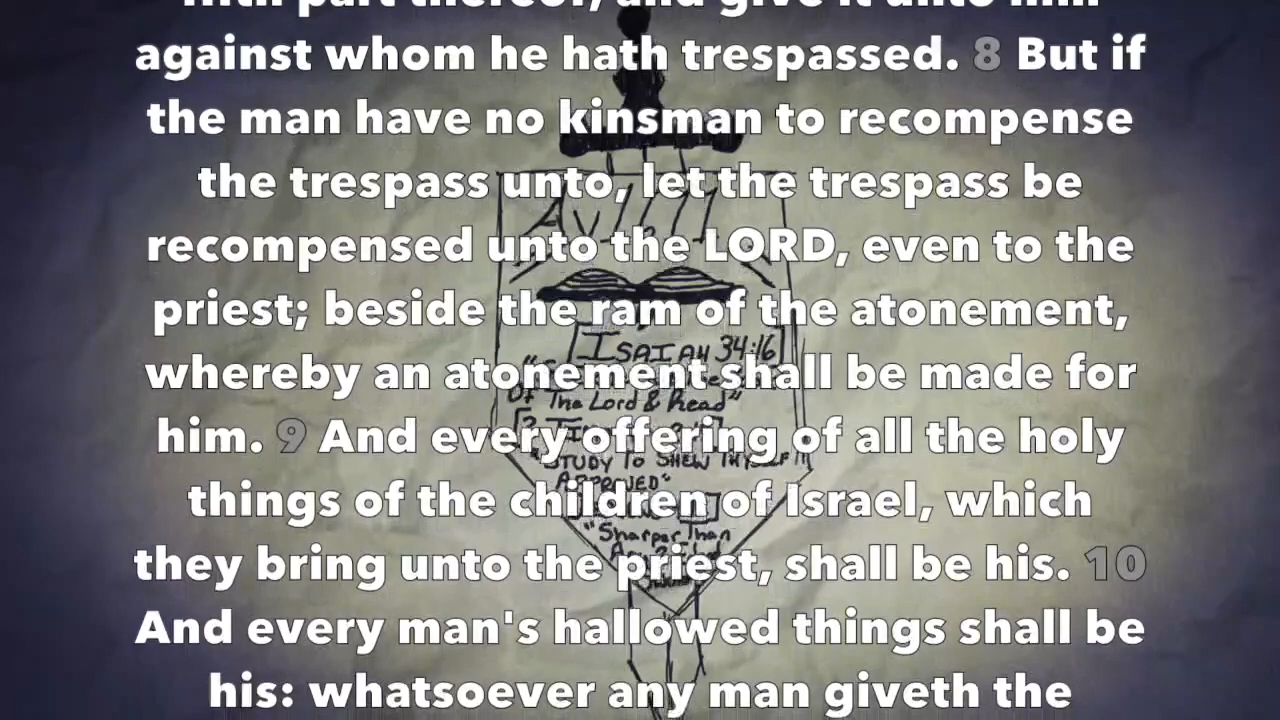 fifth part thereof, and give it unto him
against whom he hath trespassed. 8 But if
the man have no kinsman to recompense
the trespass unto, let the trespass be
recompensed unto the LORD, even to the
priest; beside the ram of the atonement,
whereby an atonement shall be made for
him. 9 And every offering of all the holy
things of the children of Israel, which
they bring unto the priest, shall be his. 10
And every man's hallowed things shall be
his: whatsoever any man giveth the
AV1611
ISAIAH 34:16
Of The Lord & Read"
"STUDY TO SHEW THYSELF
APPROVED"
"Sharper Than